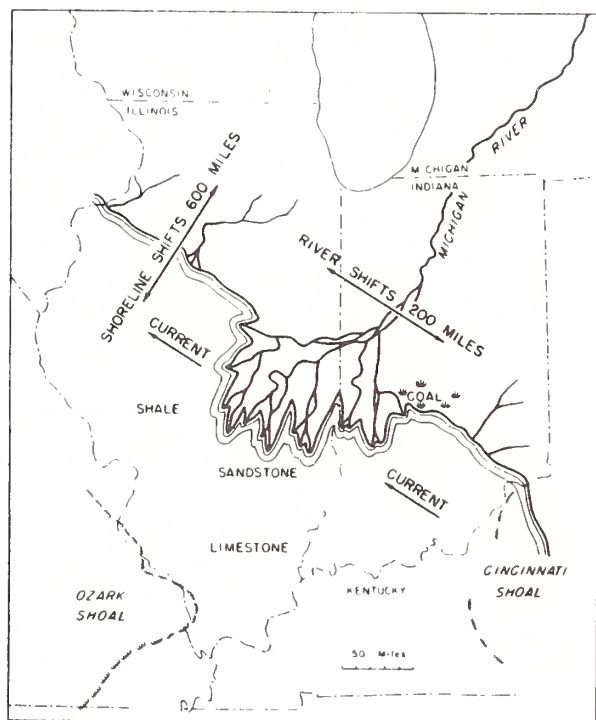 WISCONSIN
ILLINOIS
MICHIGAN
INDIANA
MICHIGAN RIVER
SHORELINE SHIFTS 600 MILES
RIVER SHIFTS 200 MILES
CURRENT
SHALE
COAL
SANDSTONE
CURRENT
LIMESTONE
OZARK
SHOAL
KENTUCKY
CINCINNATI
SHOAL
50 Miles